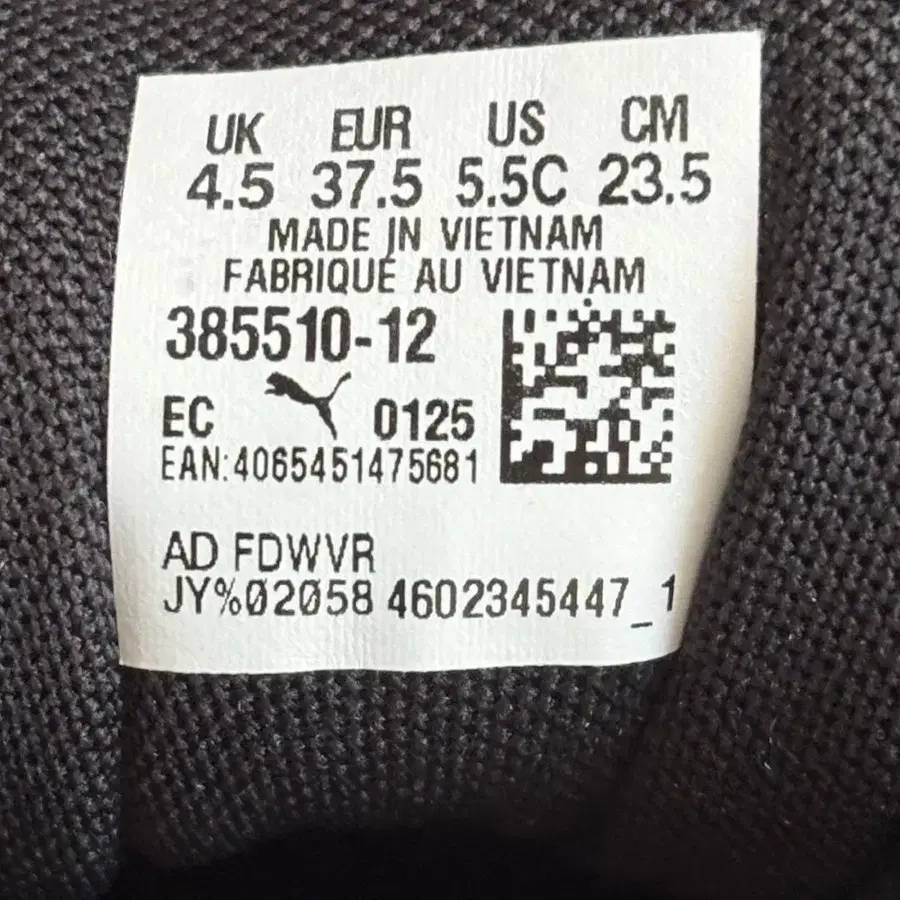 UK EUR US CM
4.5 37.5 5.5C 23.5
MADE IN VIETNAM
FABRIQUÉ AU VIETNAM
385510-12
EC 0125
EAN:4065451475681
AD FDWVR
JY%02058 4602345447_1